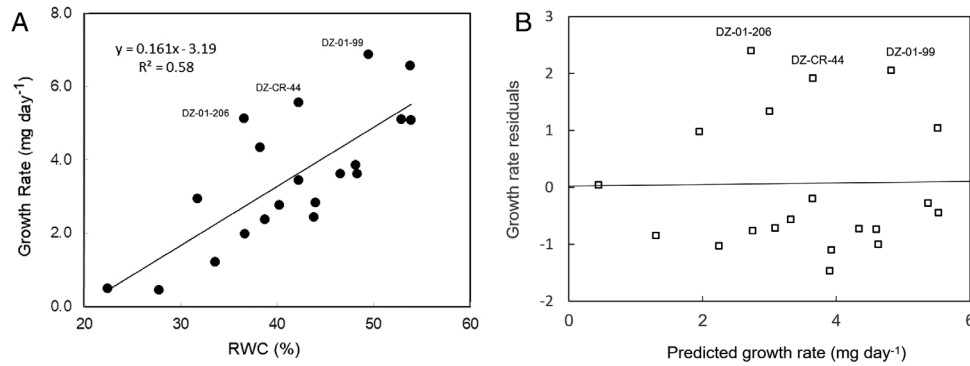 A
y = 0.161x - 3.19
R² = 0.58
DZ-01-99
DZ-CR-44
DZ-01-206
8.0
6.0
4.0
2.0
0.0
20
30
40
50
60
Growth Rate (mg day⁻¹)
RWC (%)
B
DZ-01-206
DZ-CR-44
DZ-01-99
3
2
1
0
-1
-2
0
2
4
6
Growth rate residuals
Predicted growth rate (mg day⁻¹)